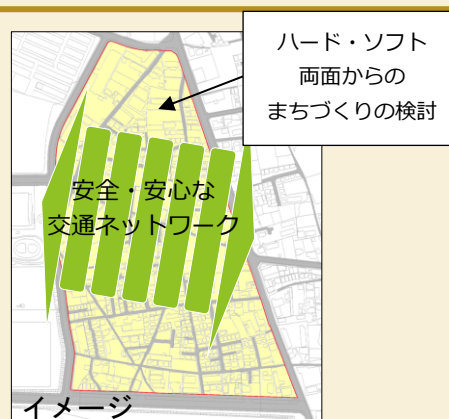 ハード・ソフト
両面からの
まちづくりの検討
安全・安心な
交通ネットワーク
イメージ